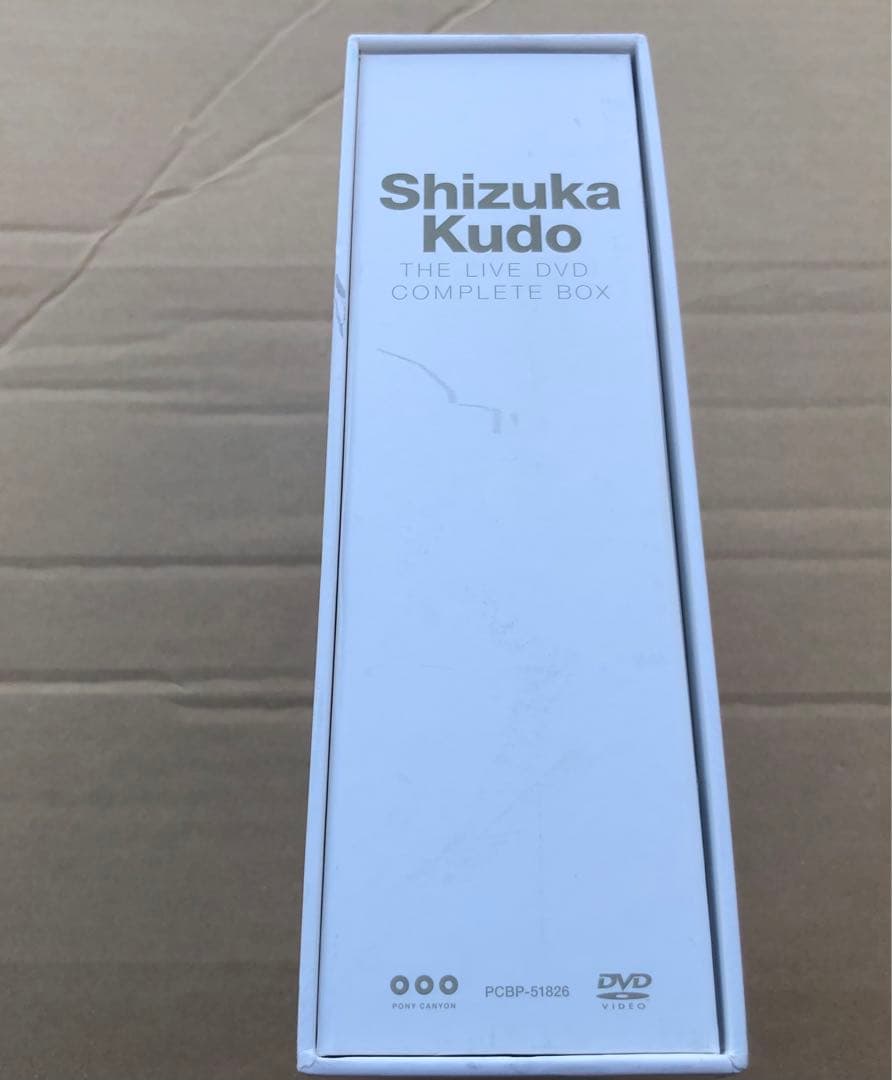 Shizuka
Kudo
THE LIVE DVD
COMPLETE BOX
PONY CANYON
PCBP-51826
DVD
VIDEO